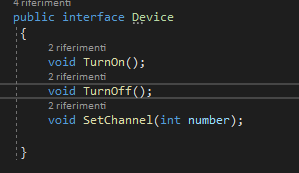 4 riferimenti
public interface Device
{
2 riferimenti
void TurnOn();
2 riferimenti
void TurnOff();
2 riferimenti
void SetChannel(int number);
}